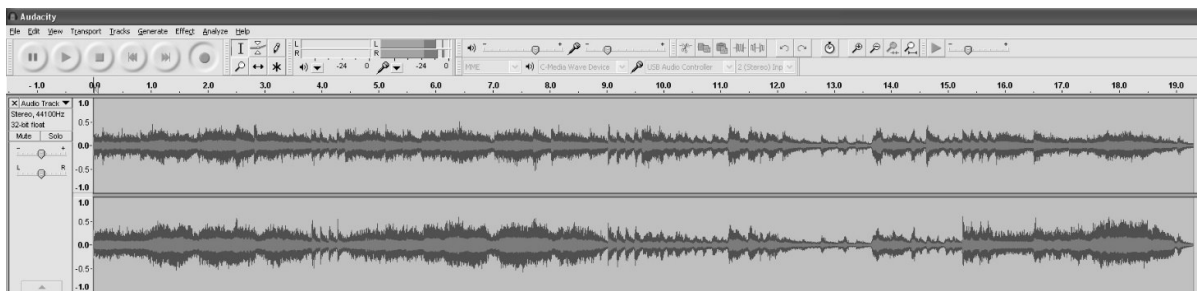 Audacity
File Edit View Transport Tracks Generate Effect Analyze Help
L R L R
-24 0 -24 0
MME C-Media Wave Device USB Audio Controller 2 (Stereo) Inp
- 1.0 0.0 1.0 2.0 3.0 4.0 5.0 6.0 7.0 8.0 9.0 10.0 11.0 12.0 13.0 14.0 15.0 16.0 17.0 18.0 19.0
X Audio Track 1.0
Stereo, 44100Hz
32-bit float
0.5
Mute Solo
- + 0.0
L R -0.5
-1.0
1.0
0.5
0.0
-0.5
-1.0